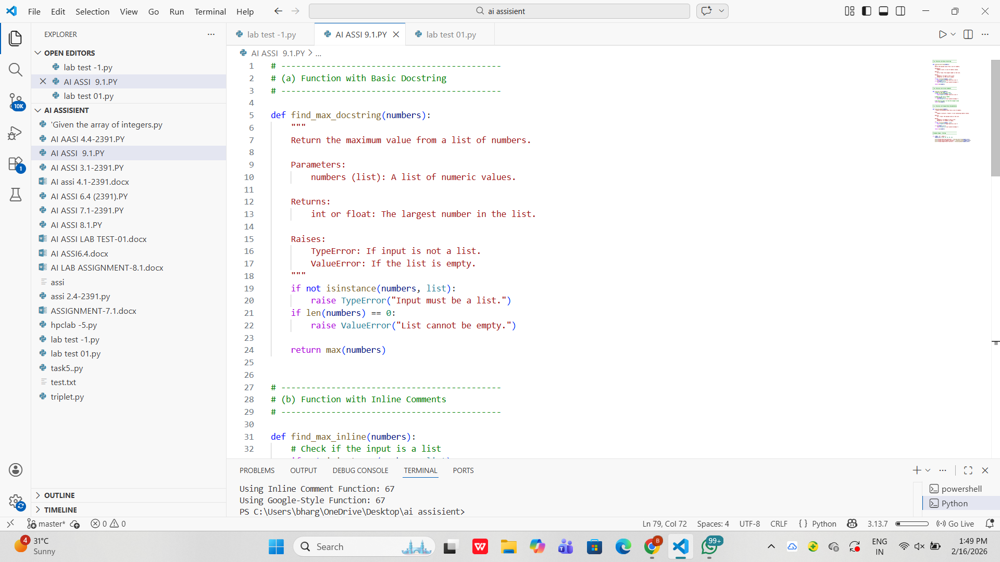 File Edit Selection View Go Run Terminal Help
ai assisient
EXPLORER
OPEN EDITORS
lab test -1.py
AI ASSI  9.1.PY
lab test 01.py
AI ASSISIENT
'Given the array of integers.py
AI AASI 4.4-2391.PY
AI ASSI  9.1.PY
AI ASSI 3.1-2391.PY
AI assi 4.1-2391.docx
AI ASSI 6.4 (2391).PY
AI ASSI 7.1-2391.PY
AI ASSI 8.1.PY
AI ASSI LAB TEST-01.docx
AI ASSI6.4.docx
AI LAB ASSIGNMENT-8.1.docx
assi
assi 2.4-2391.py
ASSIGNMENT-7.1.docx
hpclab -5.py
lab test -1.py
lab test 01.py
task5..py
test.txt
triplet.py
OUTLINE
TIMELINE
10K
1
lab test -1.py
AI ASSI 9.1.PY
lab test 01.py
AI ASSI  9.1.PY > ...
1 # --------------------------------------------
2 # (a) Function with Basic Docstring
3 # --------------------------------------------
4
5 def find_max_docstring(numbers):
6     """
7     Return the maximum value from a list of numbers.
8
9     Parameters:
10         numbers (list): A list of numeric values.
11
12     Returns:
13         int or float: The largest number in the list.
14
15     Raises:
16         TypeError: If input is not a list.
17         ValueError: If the list is empty.
18     """
19     if not isinstance(numbers, list):
20         raise TypeError("Input must be a list.")
21     if len(numbers) == 0:
22         raise ValueError("List cannot be empty.")
23
24     return max(numbers)
25
26
27 # --------------------------------------------
28 # (b) Function with Inline Comments
29 # --------------------------------------------
30
31 def find_max_inline(numbers):
32     # Check if the input is a list
PROBLEMS OUTPUT DEBUG CONSOLE TERMINAL PORTS
Using Inline Comment Function: 67
Using Google-Style Function: 67
PS C:\Users\bharg\OneDrive\Desktop\ai assisient>
powershell
Python
master* 0 0
Ln 79, Col 72 Spaces: 4 UTF-8 CRLF { } Python 3.13.7 Go Live
4
31°C
Sunny
Search
B
99+
ENG
IN
1:49 PM
2/16/2026